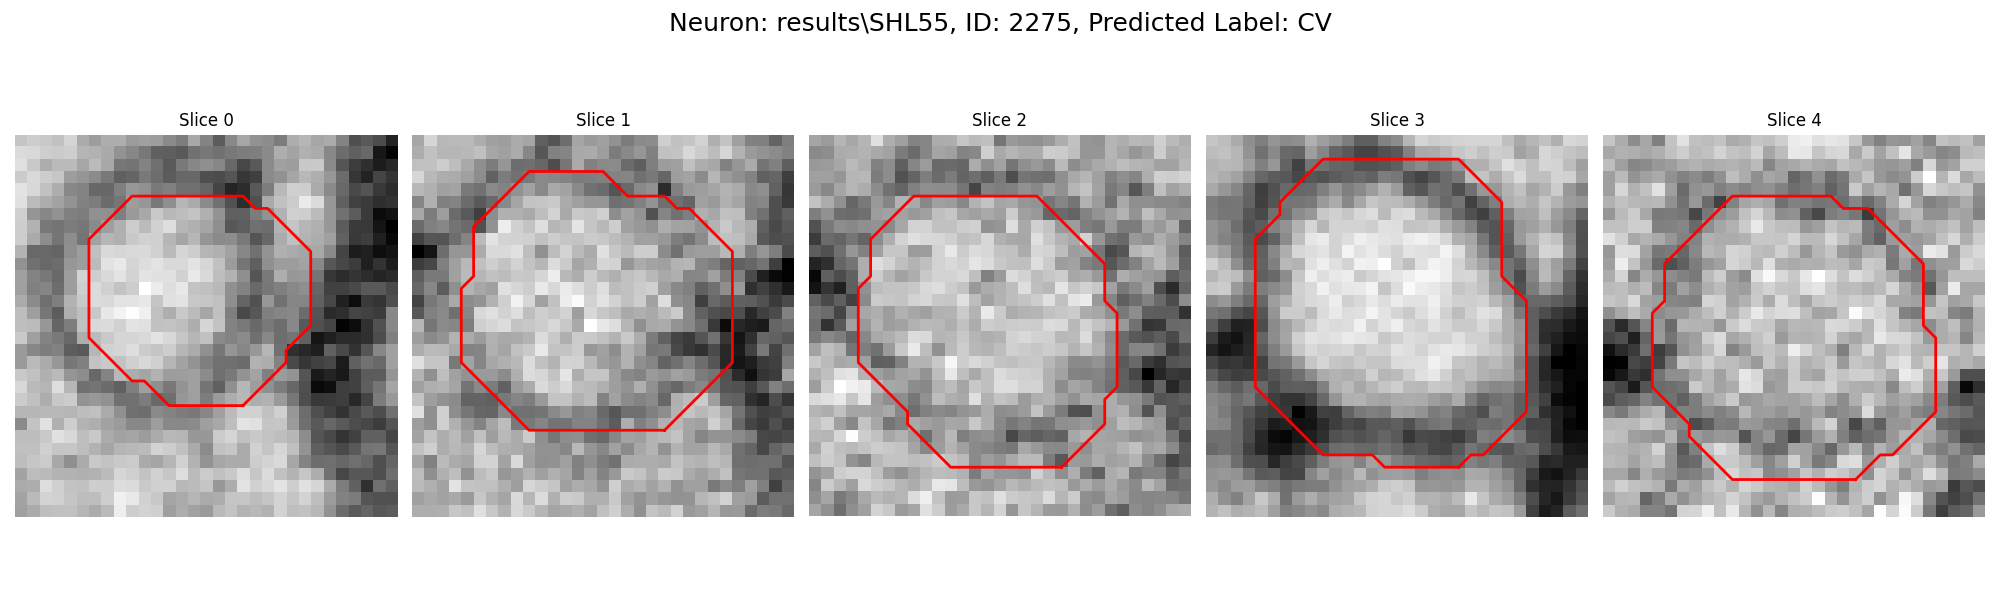 Neuron: results\SHL55, ID: 2275, Predicted Label: CV
Slice 0
Slice 1
Slice 2
Slice 3
Slice 4